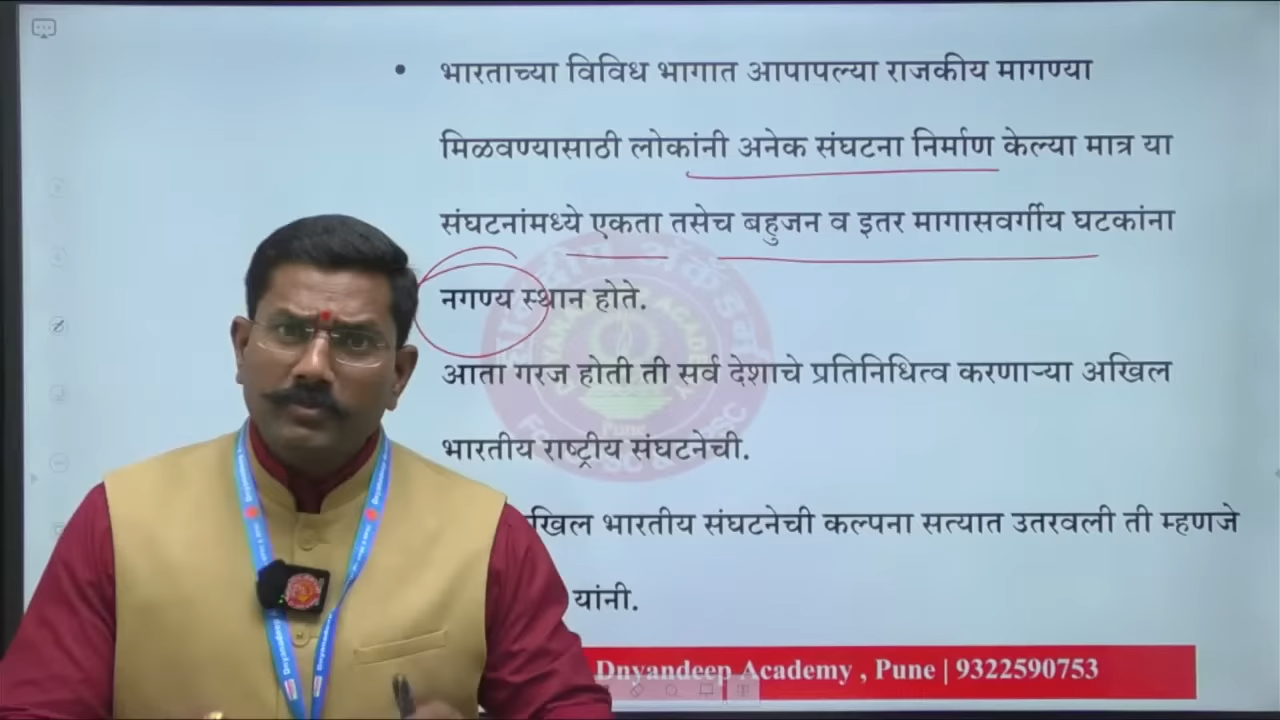 • भारताच्या विविध भागात आपापल्या राजकीय मागण्या
मिळवण्यासाठी लोकांनी अनेक संघटना निर्माण केल्या मात्र या
संघटनांमध्ये एकता तसेच बहुजन व इतर मागासवर्गीय घटकांना
नगण्य स्थान होते.
आता गरज होती ती सर्व देशाचे प्रतिनिधित्व करणाऱ्या अखिल
भारतीय राष्ट्रीय संघटनेची.
खिल भारतीय संघटनेची कल्पना सत्यात उतरवली ती म्हणजे
यांनी.
Dnyandeep Academy , Pune | 9322590753